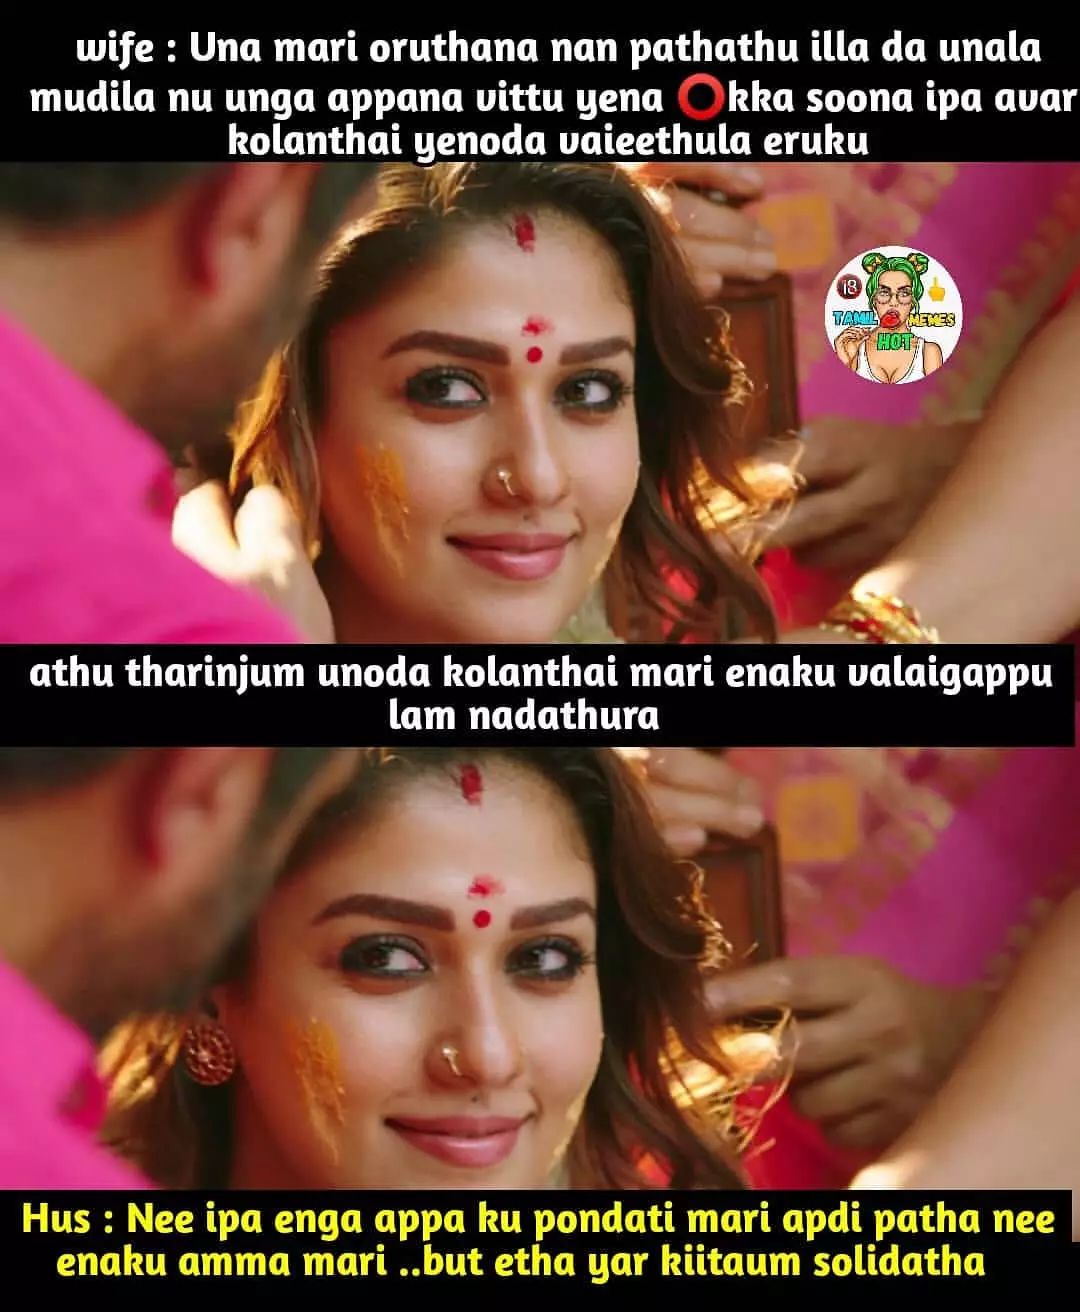 wife : Una mari oruthana nan pathathu illa da unala
mudila nu unga appana vittu yena ⭕kka soona ipa avar
kolanthai yenoda vaieethula eruku
18
TAMIL MEMES
HOT
athu tharinjum unoda kolanthai mari enaku valaigappu
lam nadathura
Hus : Nee ipa enga appa ku pondati mari apdi patha nee
enaku amma mari ..but etha yar kiitaum solidatha